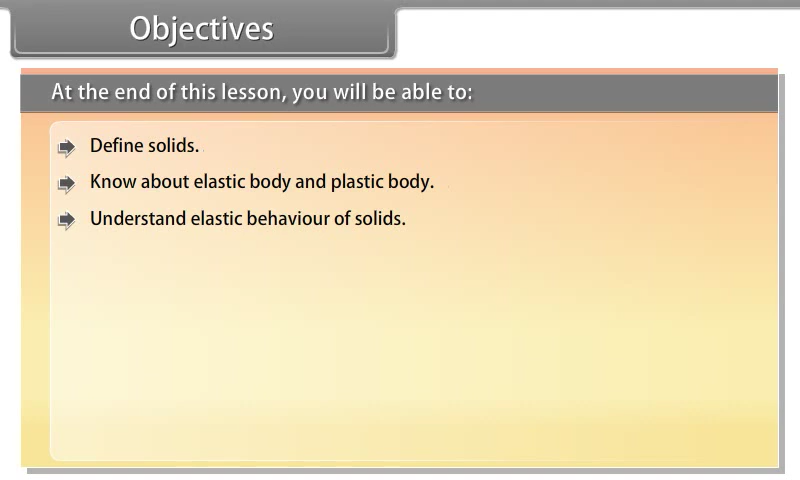 Objectives
At the end of this lesson, you will be able to:
Define solids.
Know about elastic body and plastic body.
Understand elastic behaviour of solids.